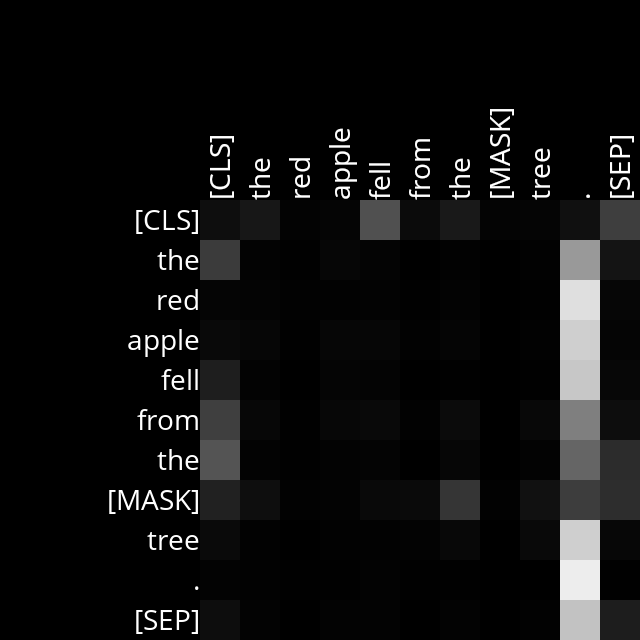 [CLS] the red apple fell from the [MASK] tree . [SEP]
[CLS]
the
red
apple
fell
from
the
[MASK]
tree
.
[SEP]